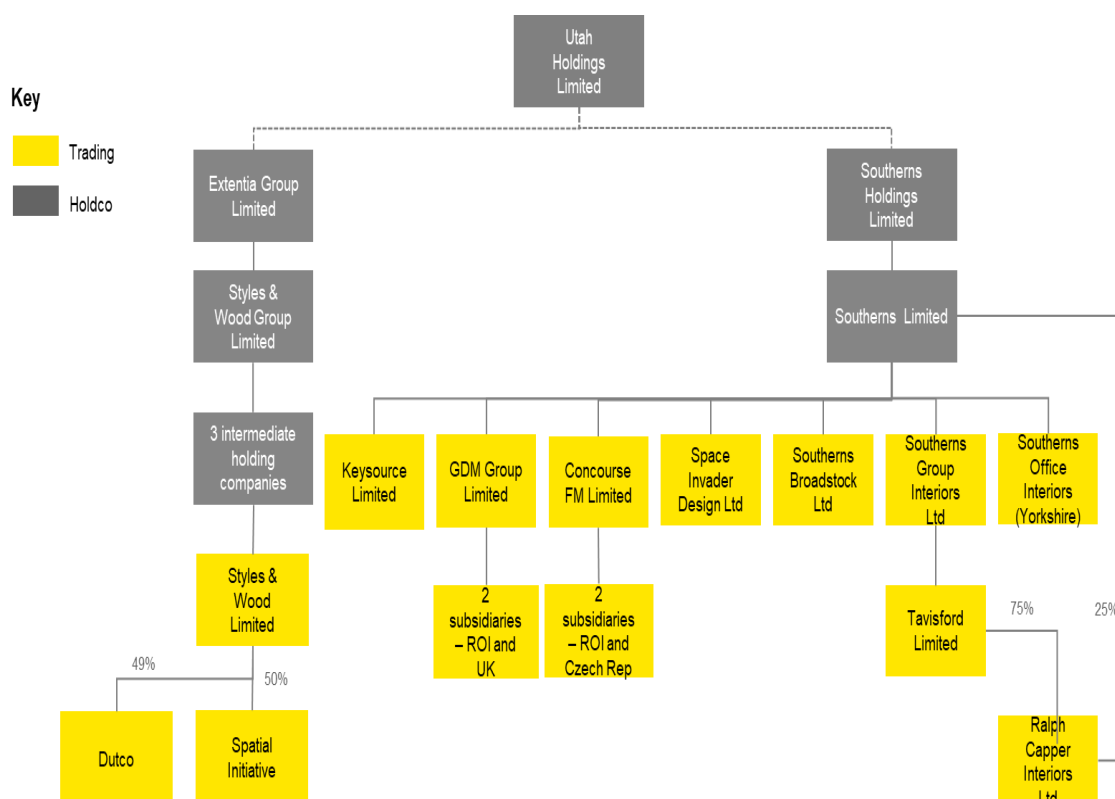 Utah
Holdings
Limited
Key
Trading
Holdco
Extentia Group
Limited
Southerns
Holdings
Limited
Styles &
Wood Group
Limited
Southerns Limited
3 intermediate
holding
companies
Keysource
Limited
GDM Group
Limited
Concourse
FM Limited
Space
Invader
Design Ltd
Southerns
Broadstock
Ltd
Southerns
Group
Interiors
Ltd
Southerns
Office
Interiors
(Yorkshire)
Styles &
Wood
Limited
2
subsidiaries
– ROI and
UK
2
subsidiaries
– ROI and
Czech Rep
Tavisford
Limited
75%
25%
49%
50%
Dutco
Spatial
Initiative
Ralph
Capper
Interiors
Ltd